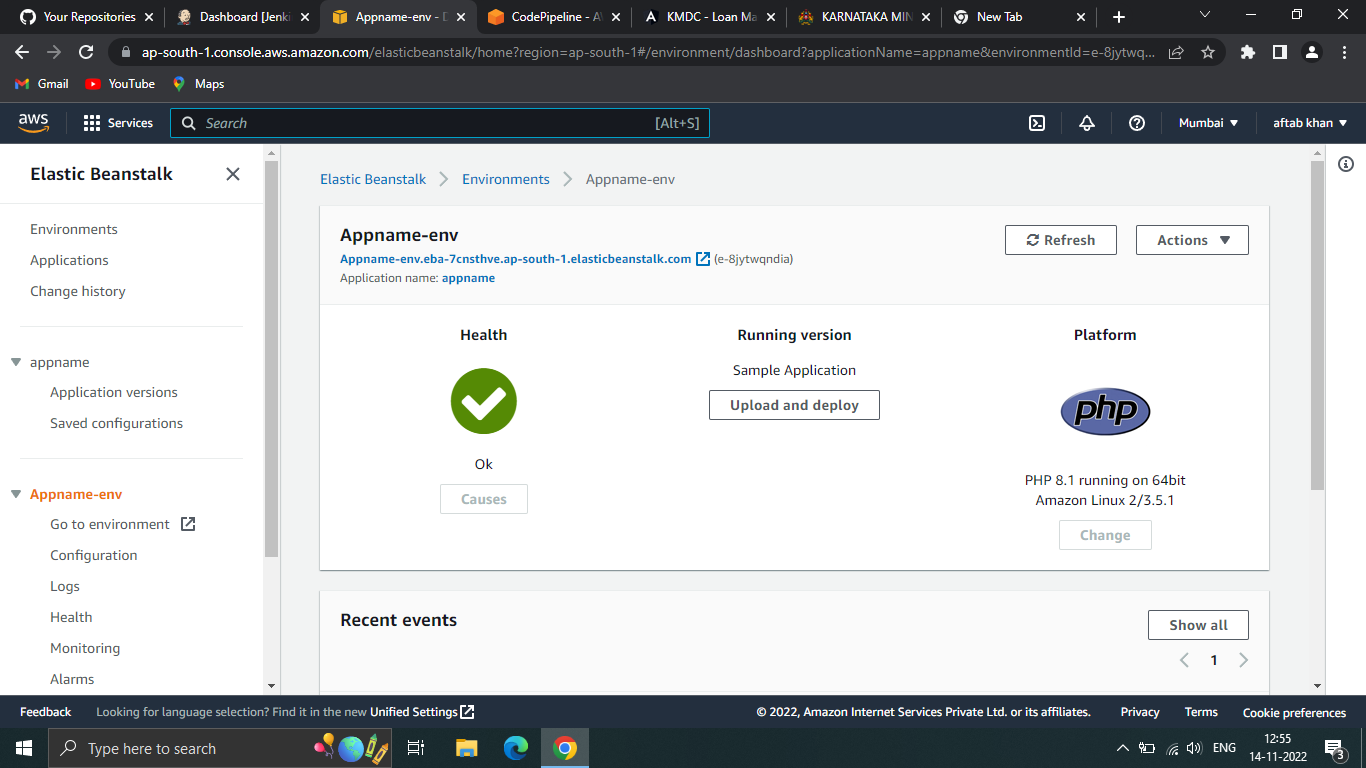 Your Repositories
Dashboard [Jenki
Appname-env - D
CodePipeline - A
KMDC - Loan Ma
KARNATAKA MIN
New Tab
ap-south-1.console.aws.amazon.com/elasticbeanstalk/home?region=ap-south-1#/environment/dashboard?applicationName=appname&environmentId=e-8jytwq...
Gmail
YouTube
Maps
aws
Services
Search
[Alt+S]
Mumbai
aftab khan
Elastic Beanstalk
Environments
Applications
Change history
appname
Application versions
Saved configurations
Appname-env
Go to environment
Configuration
Logs
Health
Monitoring
Alarms
Elastic Beanstalk
Environments
Appname-env
Appname-env
Refresh
Actions
Appname-env.eba-7cnsthve.ap-south-1.elasticbeanstalk.com (e-8jytwqndia)
Application name: appname
Health
Ok
Causes
Running version
Sample Application
Upload and deploy
Platform
php
PHP 8.1 running on 64bit
Amazon Linux 2/3.5.1
Change
Recent events
Show all
1
Feedback
Looking for language selection? Find it in the new Unified Settings
© 2022, Amazon Internet Services Private Ltd. or its affiliates.
Privacy
Terms
Cookie preferences
Type here to search
ENG
12:55
14-11-2022
3